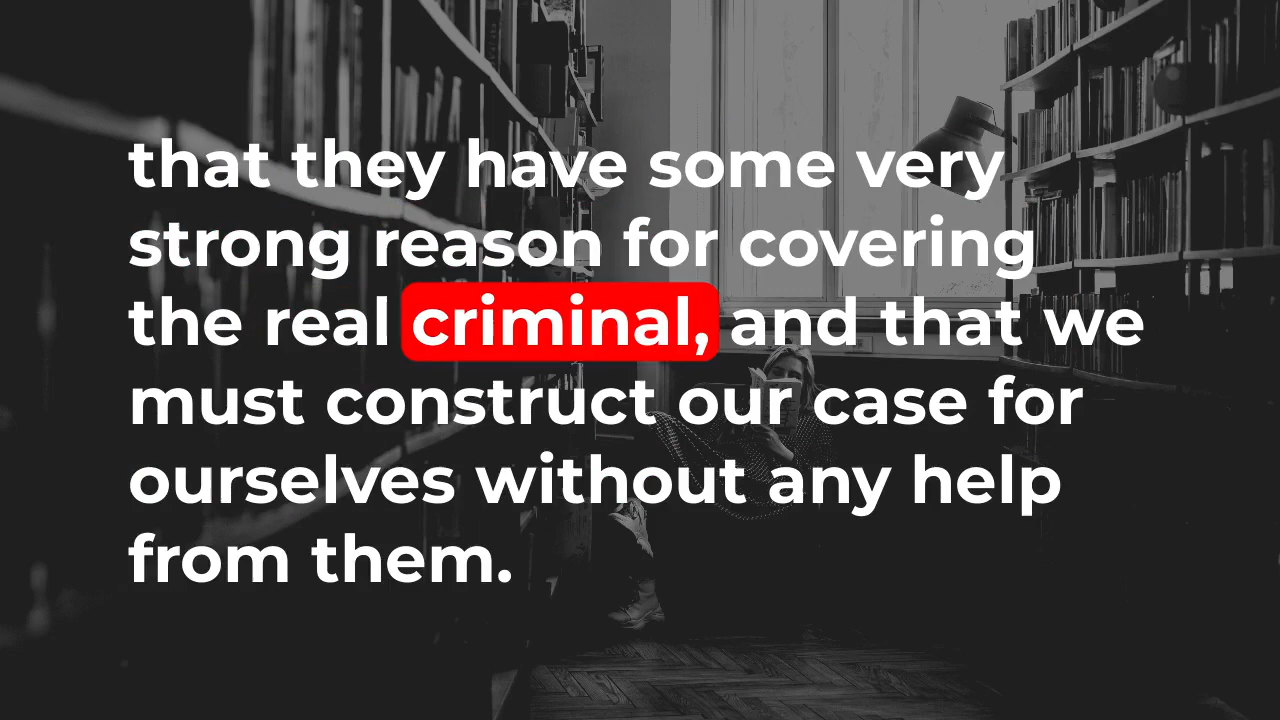 that they have some very
strong reason for covering
the real criminal, and that we
must construct our case for
ourselves without any help
from them.